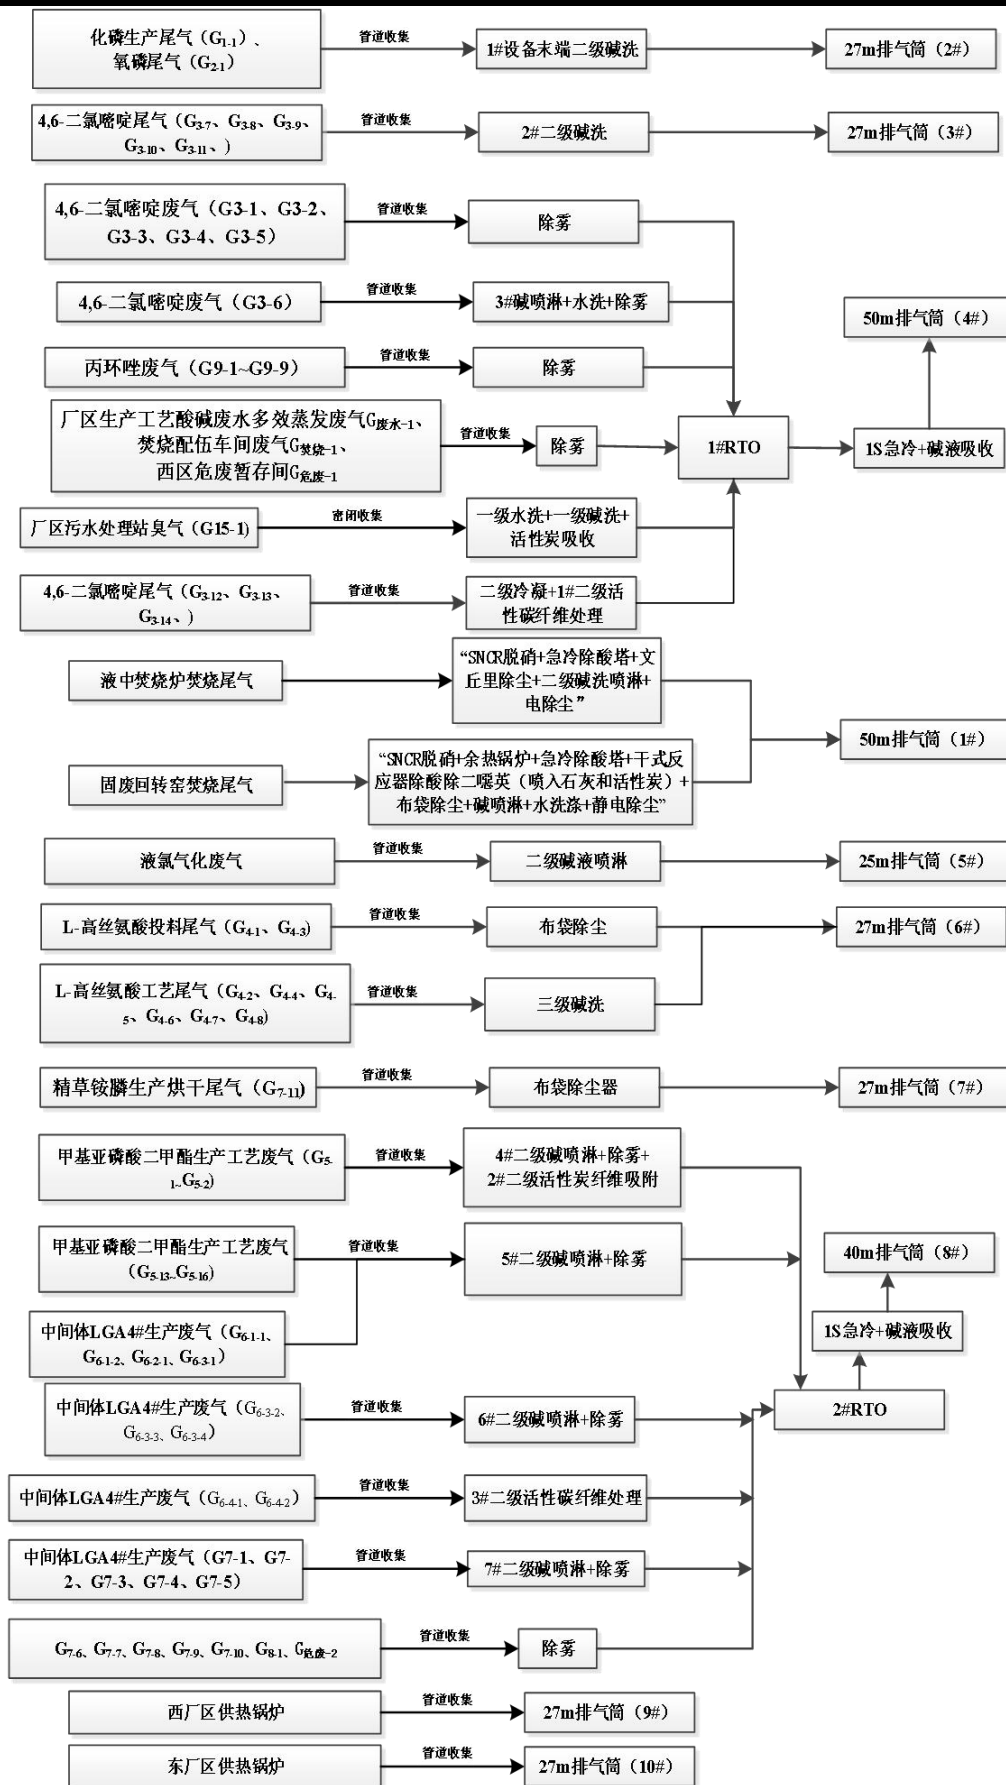 化磷生产尾气（G1-1）、
氧磷尾气（G2-1）
管道收集
1#设备末端二级碱洗
27m排气筒（2#）
4,6-二氯嘧啶尾气（G3-7、G3-8、G3-9、
G3-10、G3-11、)
管道收集
2#二级碱洗
27m排气筒（3#）
4,6-二氯嘧啶废气（G3-1、G3-2、
G3-3、G3-4、G3-5）
管道收集
除雾
4,6-二氯嘧啶废气（G3-6）
管道收集
3#碱喷淋+水洗+除雾
50m排气筒（4#）
丙环唑废气（G9-1~G9-9）
管道收集
除雾
厂区生产工艺酸碱废水多效蒸发废气G废水-1、
焚烧配伍车间废气G焚烧-1、
西区危废暂存间G危废-1
管道收集
除雾
1#RTO
1S急冷+碱液吸收
厂区污水处理站臭气（G15-1)
密闭收集
一级水洗+一级碱洗+
活性炭吸收
4,6-二氯嘧啶尾气（G3-12、G3-13、
G3-14、)
管道收集
二级冷凝+1#二级活
性碳纤维处理
液中焚烧炉焚烧尾气
“SNCR脱硝+急冷除酸塔+文
丘里除尘+二级碱洗喷淋+
电除尘”
50m排气筒（1#）
固废回转窑焚烧尾气
“SNCR脱硝+余热锅炉+急冷除酸塔+干式反
应器除酸除二噁英（喷入石灰和活性炭）+
布袋除尘+碱喷淋+水洗涤+静电除尘”
液氯气化废气
管道收集
二级碱液喷淋
25m排气筒（5#）
L-高丝氨酸投料尾气（G4-1、G4-3)
管道收集
布袋除尘
27m排气筒（6#）
L-高丝氨酸工艺尾气（G4-2、G4-4、G4-
5、G4-6、G4-7、G4-8)
管道收集
三级碱洗
精草铵膦生产烘干尾气（G7-11)
管道收集
布袋除尘器
27m排气筒（7#）
甲基亚磷酸二甲酯生产工艺废气（G5-
1~G5-2)
管道收集
4#二级碱喷淋+除雾+
2#二级活性炭纤维吸附
甲基亚磷酸二甲酯生产工艺废气
（G5-13~G5-16)
管道收集
5#二级碱喷淋+除雾
40m排气筒（8#）
中间体LGA4#生产废气（G6-1-1、
G6-1-2、G6-2-1、G6-3-1）
1S急冷+碱液吸收
中间体LGA4#生产废气（G6-3-2、
G6-3-3、G6-3-4）
管道收集
6#二级碱喷淋+除雾
2#RTO
中间体LGA4#生产废气（G6-4-1、G6-4-2）
管道收集
3#二级活性碳纤维处理
中间体LGA4#生产废气（G7-1、G7-
2、G7-3、G7-4、G7-5）
管道收集
7#二级碱喷淋+除雾
G7-6、G7-7、G7-8、G7-9、G7-10、G8-1、G危废-2
管道收集
除雾
西厂区供热锅炉
管道收集
27m排气筒（9#）
东厂区供热锅炉
管道收集
27m排气筒（10#）